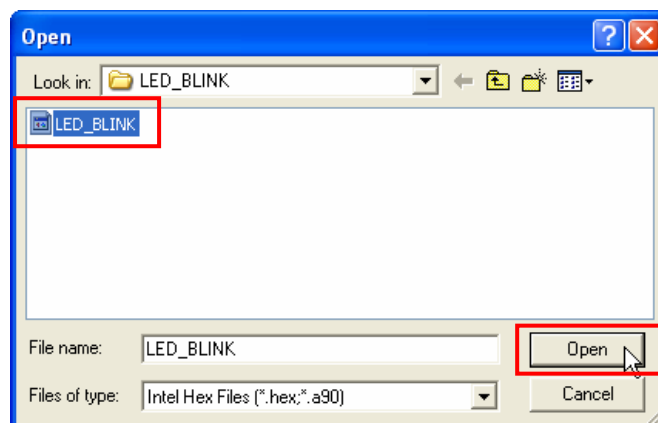 Open
Look in: LED_BLINK
LED_BLINK
File name: LED_BLINK Open
Files of type: Intel Hex Files (*.hex;*.a90) Cancel